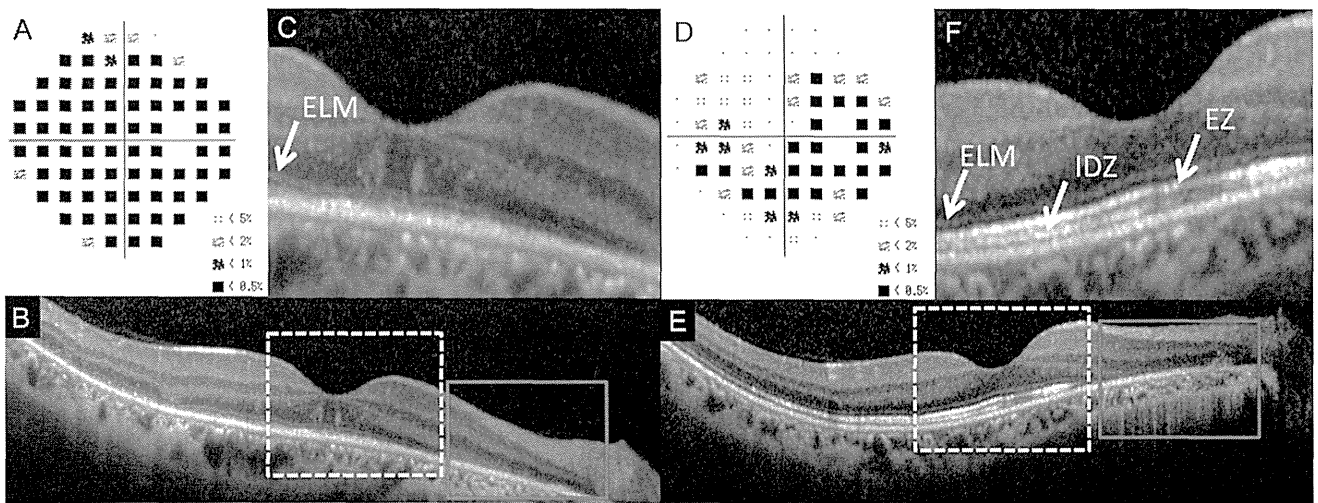 A
< 5%
< 2%
< 1%
< 0.5%
C
ELM
D
< 5%
< 2%
< 1%
< 0.5%
F
ELM
IDZ
EZ
B
E